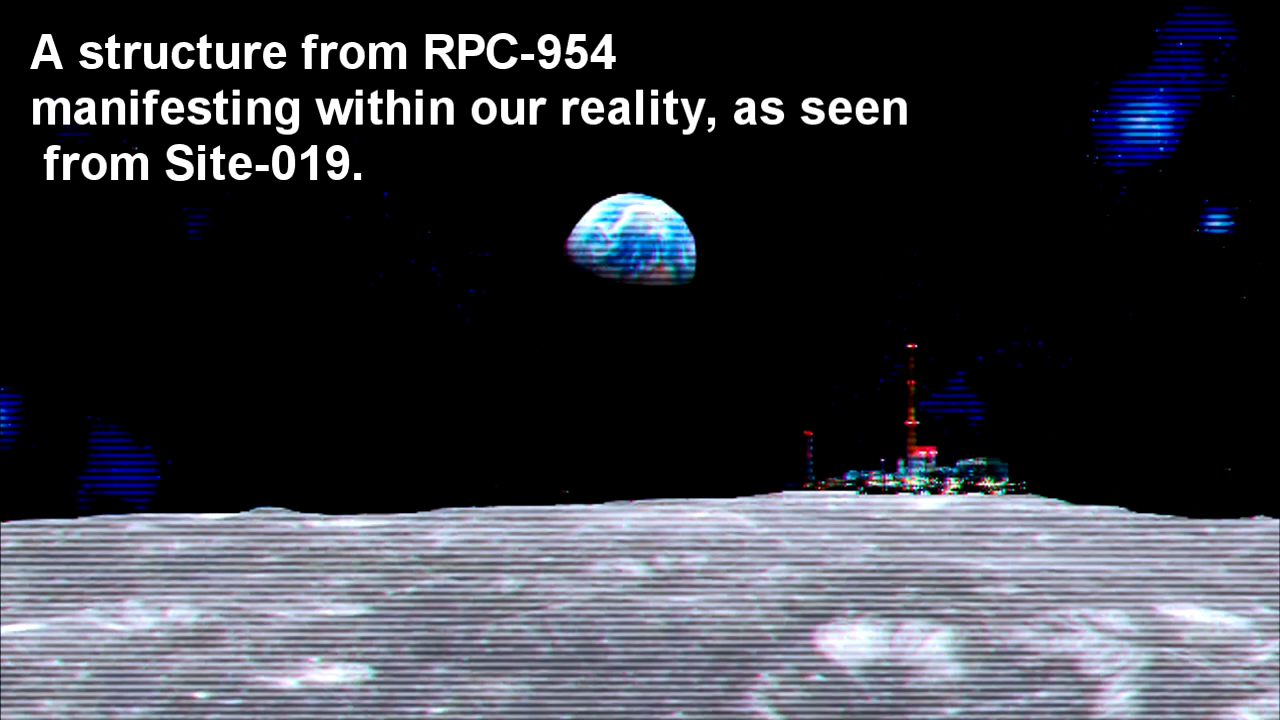 A structure from RPC-954
manifesting within our reality, as seen
from Site-019.